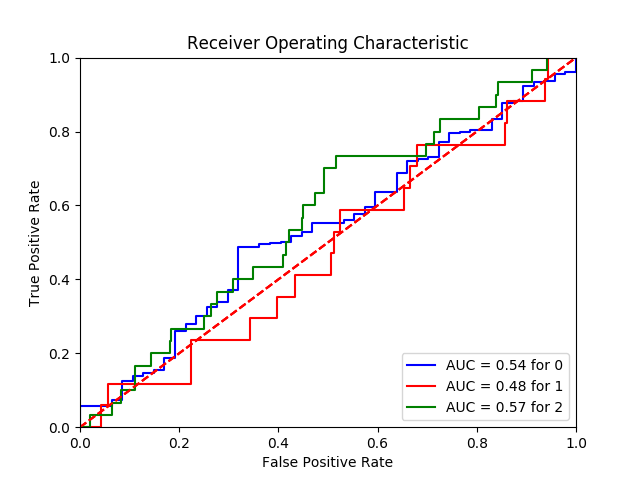 Receiver Operating Characteristic
1.0
0.8
0.6
0.4
0.2
0.0
True Positive Rate
AUC = 0.54 for 0
AUC = 0.48 for 1
AUC = 0.57 for 2
0.0 0.2 0.4 0.6 0.8 1.0
False Positive Rate